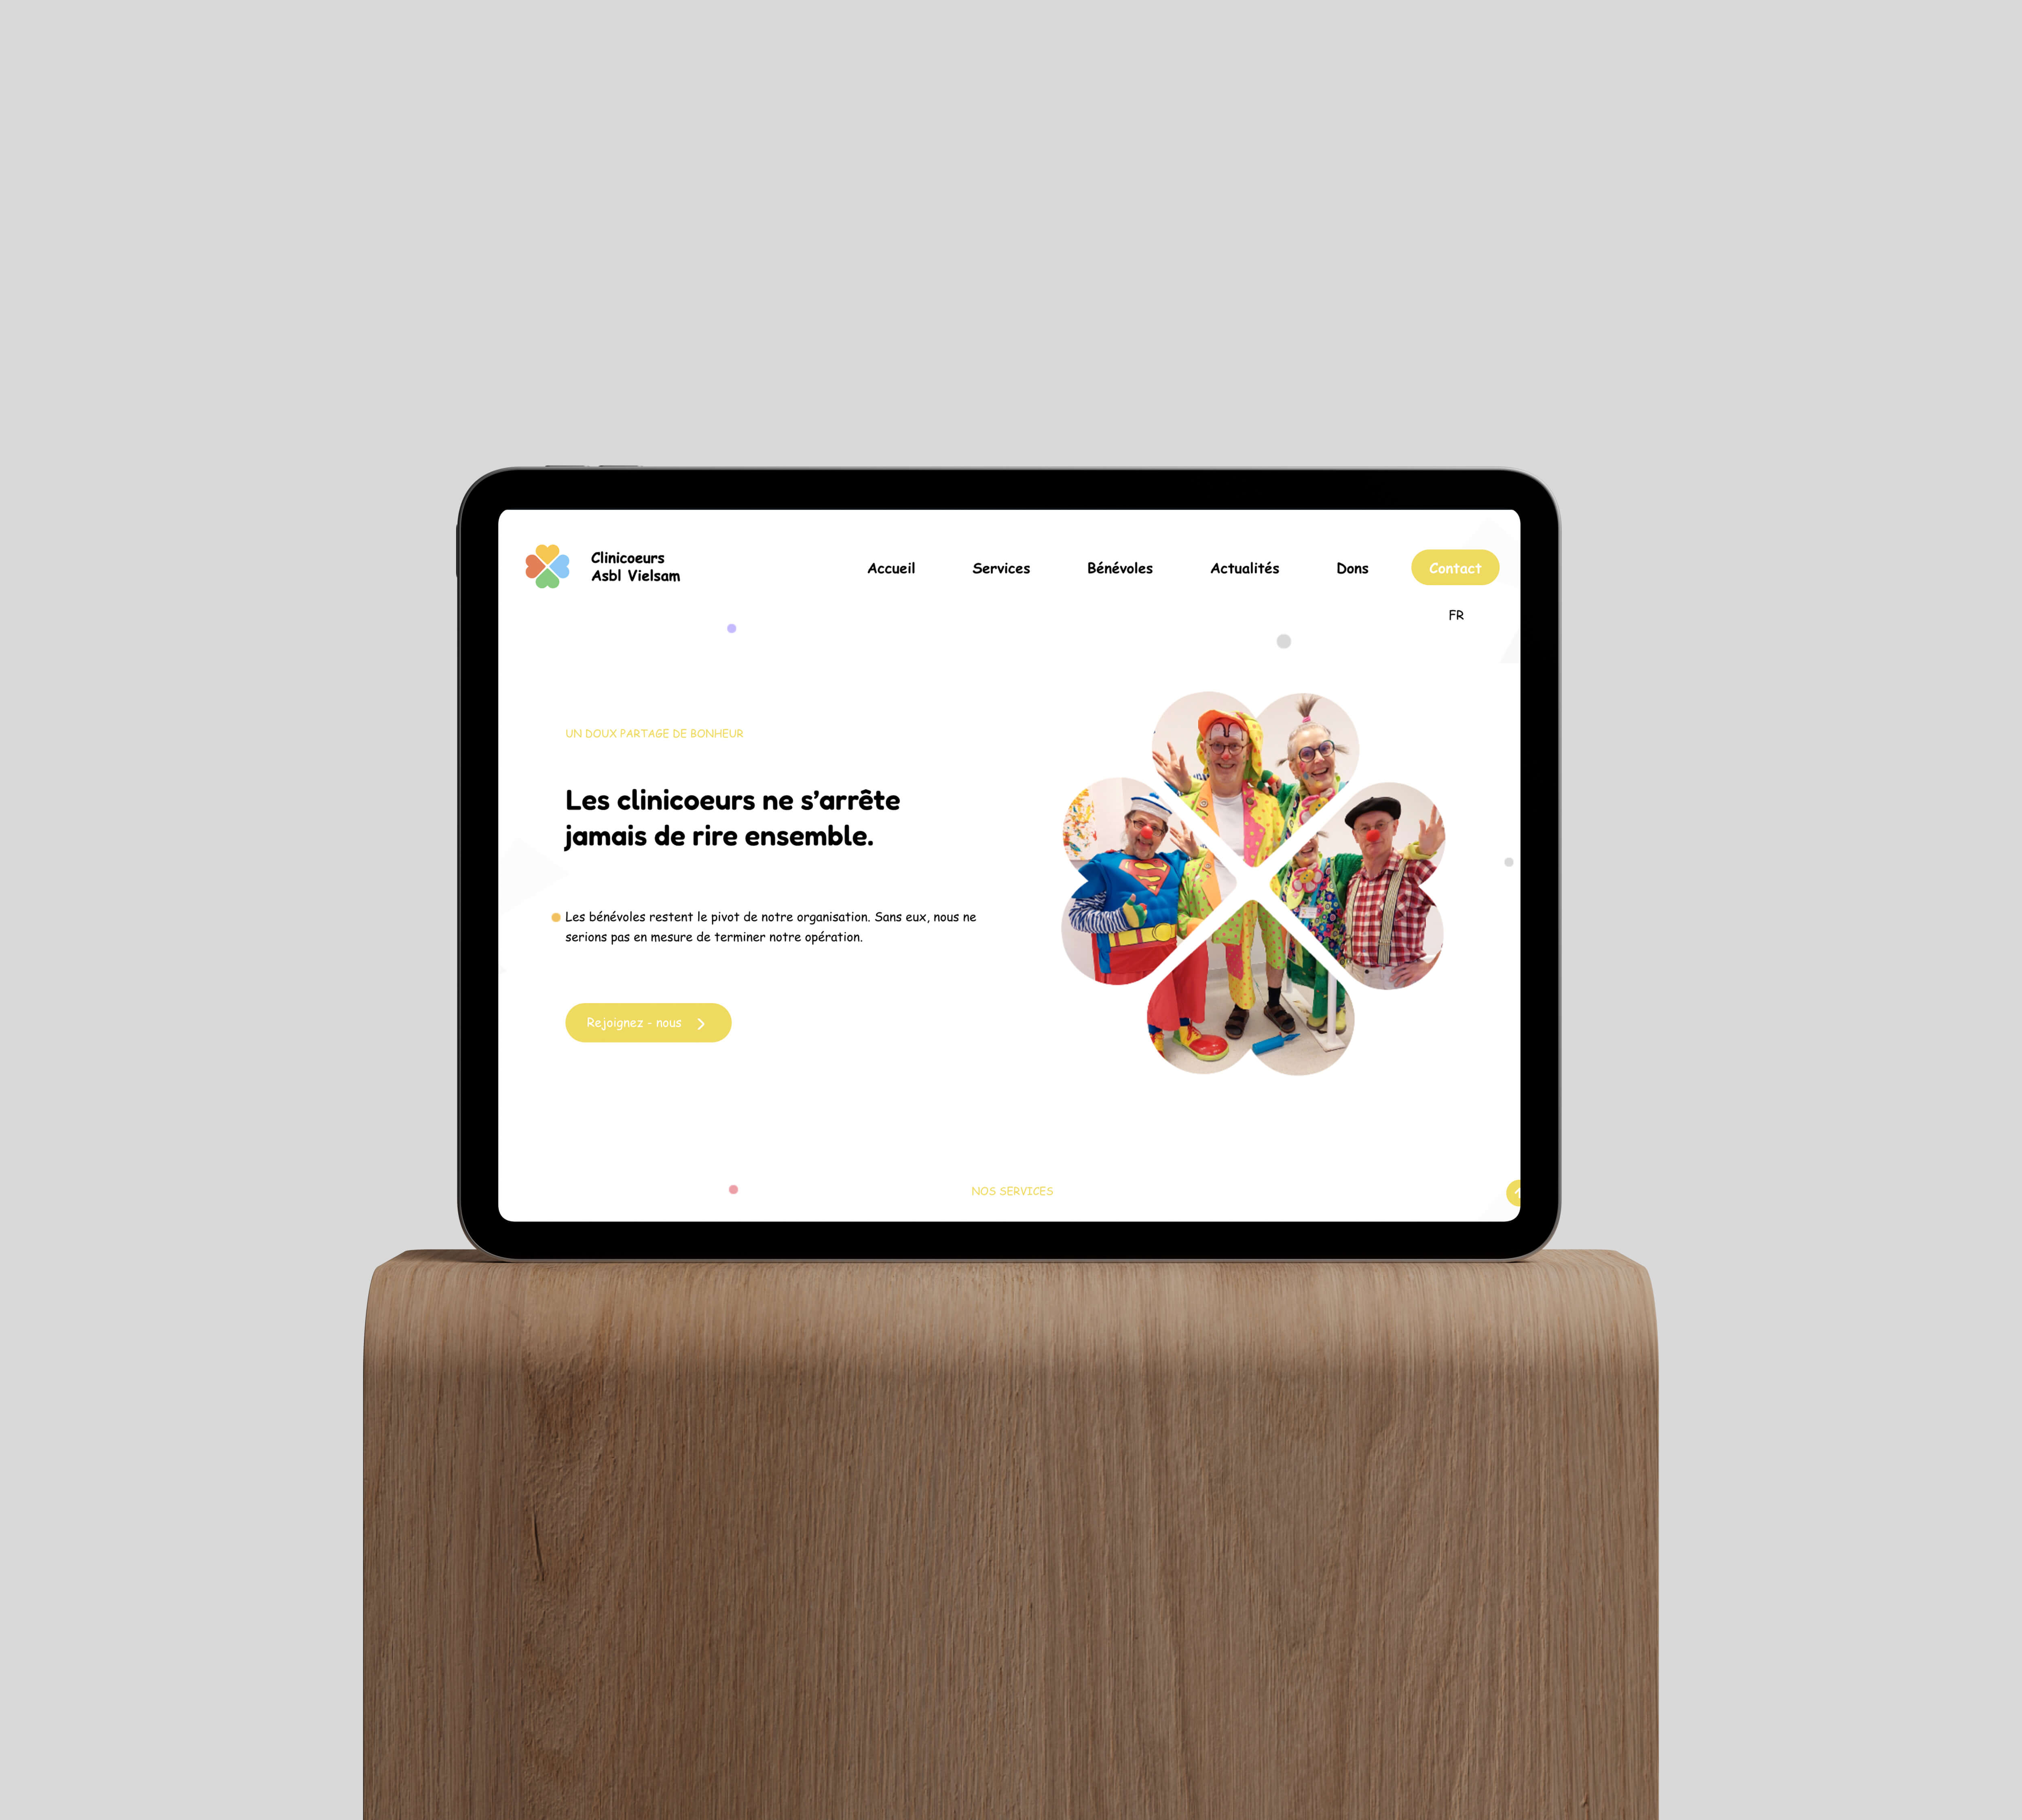 Clinicoeurs
Asbl Vielsam
Accueil
Services
Bénévoles
Actualités
Dons
Contact
FR
UN DOUX PARTAGE DE BONHEUR
Les clinicoeurs ne s’arrête
jamais de rire ensemble.
Les bénévoles restent le pivot de notre organisation. Sans eux, nous ne
serions pas en mesure de terminer notre opération.
Rejoignez - nous
NOS SERVICES